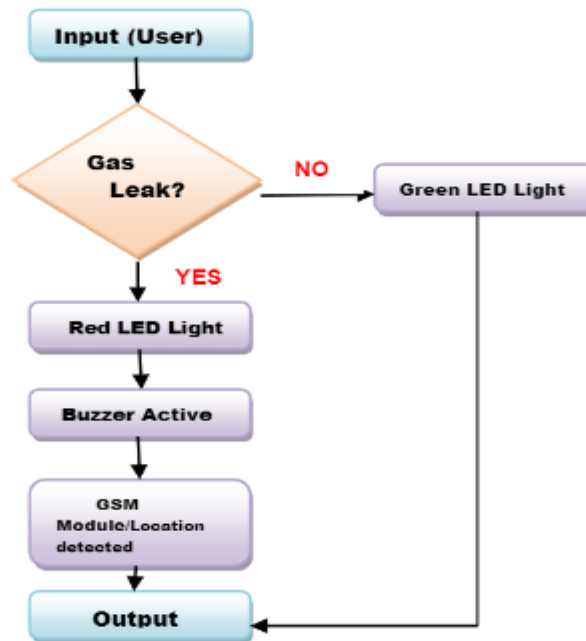 Input (User)
Gas
Leak?
NO
Green LED Light
YES
Red LED Light
Buzzer Active
GSM
Module/Location
detected
Output